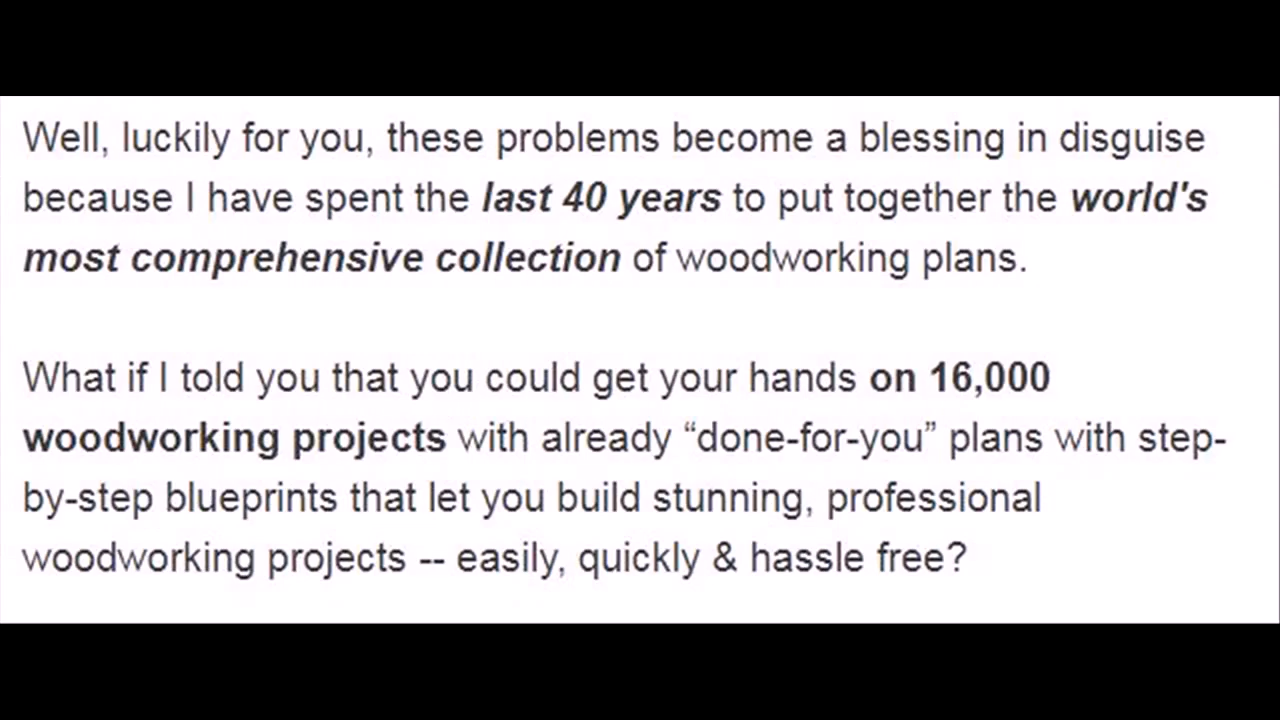 Well, luckily for you, these problems become a blessing in disguise
because I have spent the last 40 years to put together the world's
most comprehensive collection of woodworking plans.
What if I told you that you could get your hands on 16,000
woodworking projects with already “done-for-you” plans with step-
by-step blueprints that let you build stunning, professional
woodworking projects -- easily, quickly & hassle free?